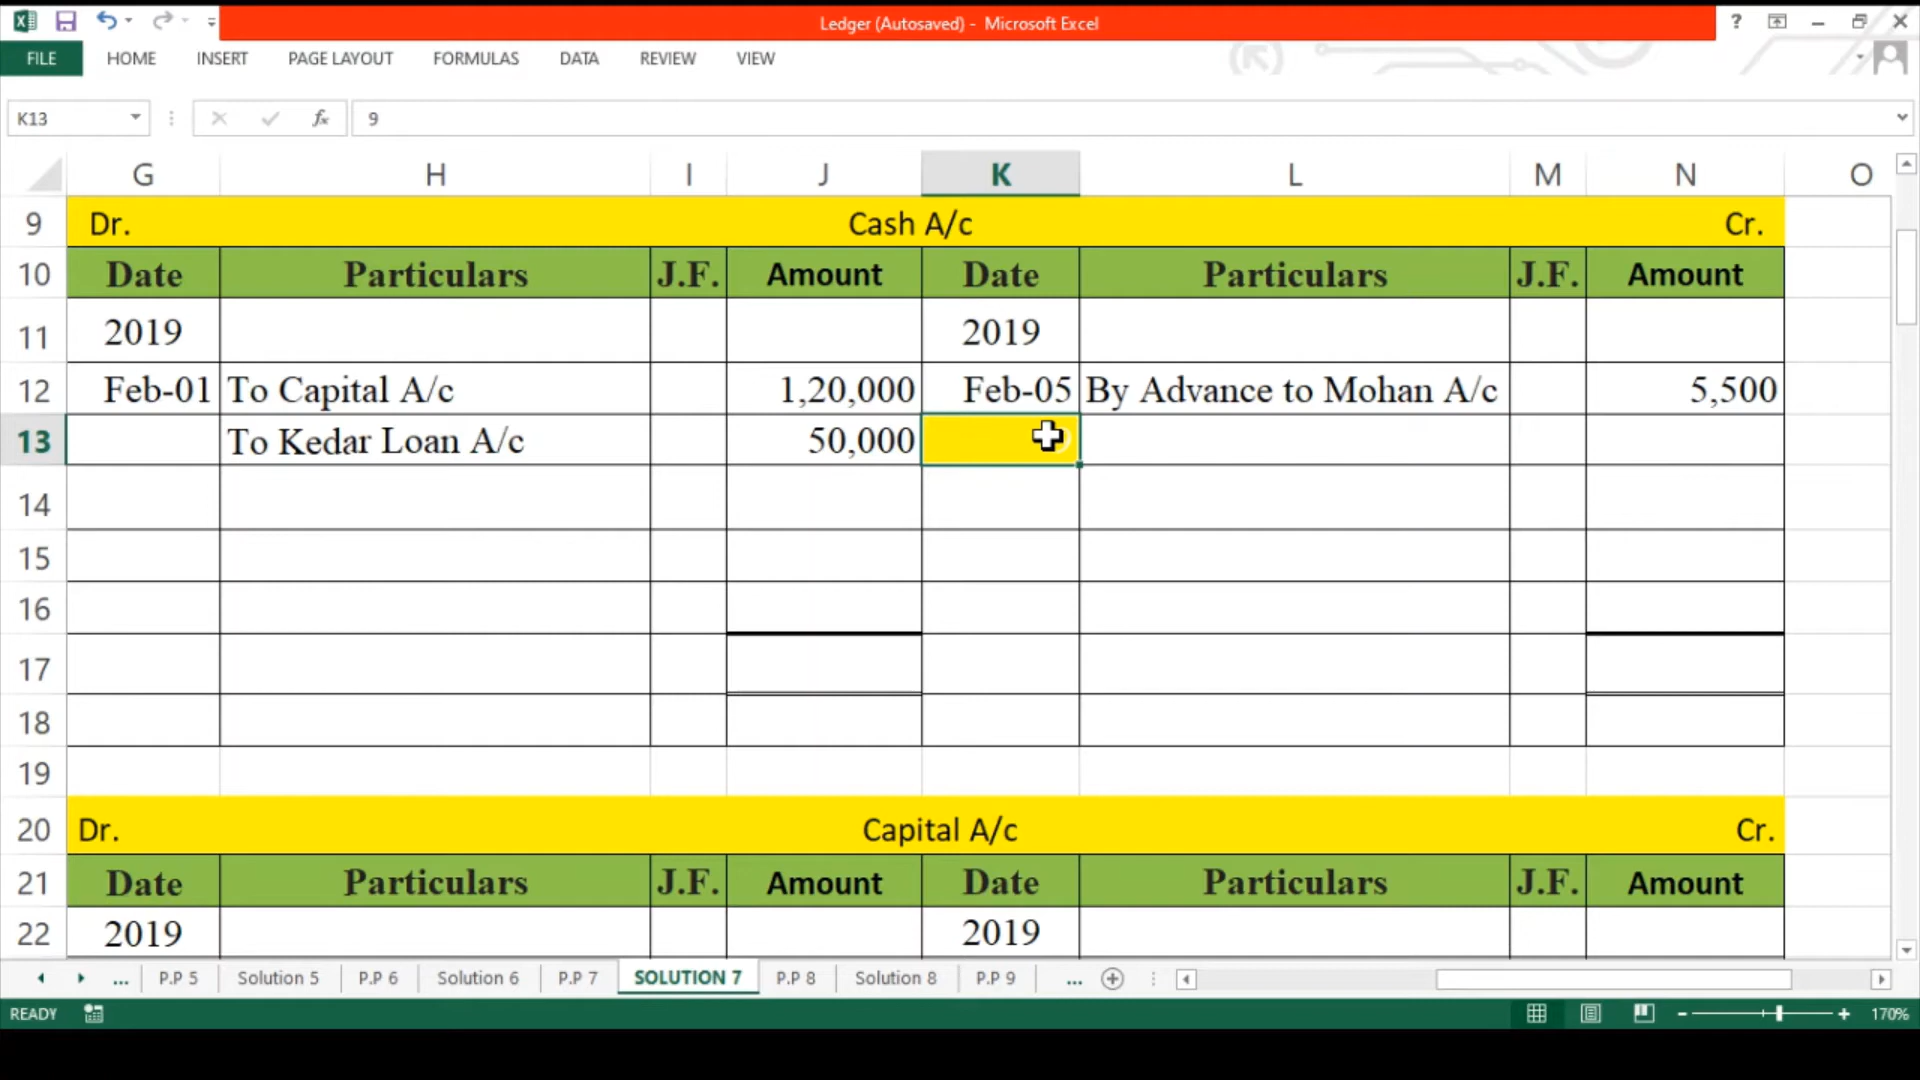 Ledger (Autosaved) - Microsoft Excel ?
FILE HOME INSERT PAGE LAYOUT FORMULAS DATA REVIEW VIEW
K13 fx 9
G H I J K L M N O
9 Dr. Cash A/c Cr.
10 Date Particulars J.F. Amount Date Particulars J.F. Amount
11 2019 2019
12 Feb-01 To Capital A/c 1,20,000 Feb-05 By Advance to Mohan A/c 5,500
13 To Kedar Loan A/c 50,000
14
15
16
17
18
19
20 Dr. Capital A/c Cr.
21 Date Particulars J.F. Amount Date Particulars J.F. Amount
22 2019 2019
... P.P 5 Solution 5 P.P 6 Solution 6 P.P 7 SOLUTION 7 P.P 8 Solution 8 P.P 9 ...
READY 170%